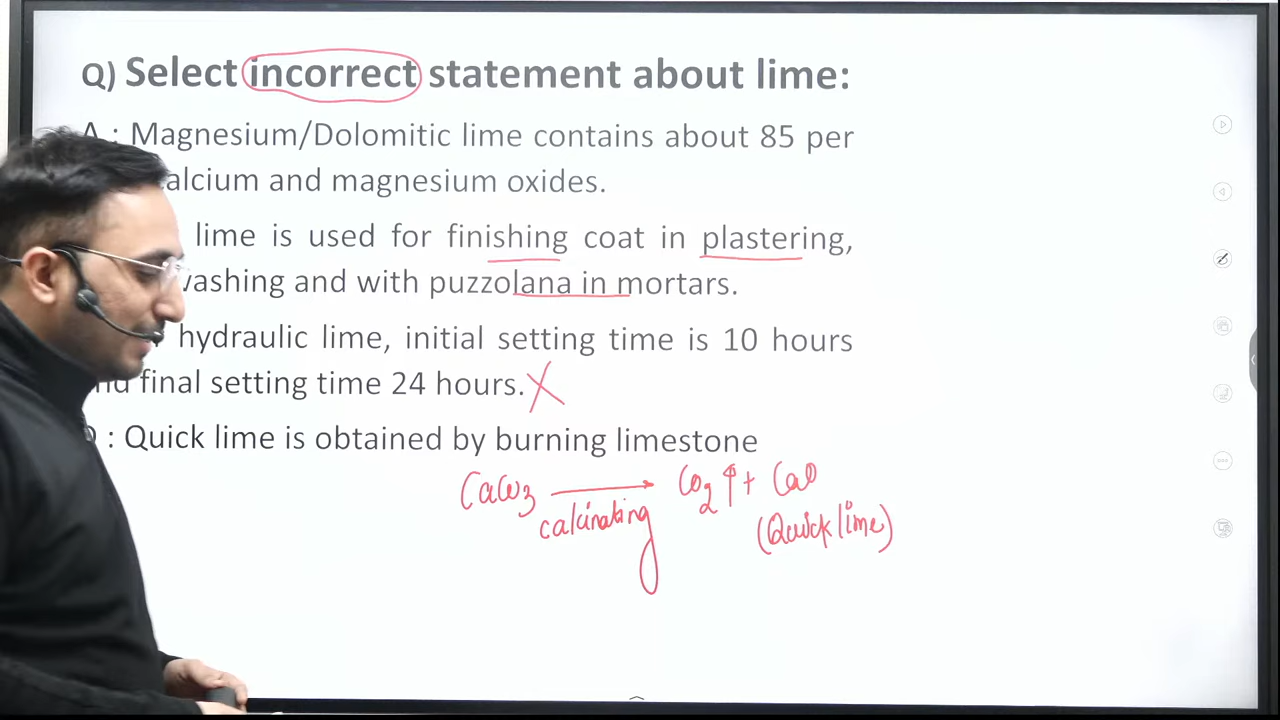 Q) Select incorrect statement about lime:
A : Magnesium/Dolomitic lime contains about 85 per
alcium and magnesium oxides.
lime is used for finishing coat in plastering,
washing and with puzzolana in mortars.
hydraulic lime, initial setting time is 10 hours
nd final setting time 24 hours. X
: Quick lime is obtained by burning limestone
CaCO3 → CO2 ↑ + CaO
calcinating
(Quick lime)